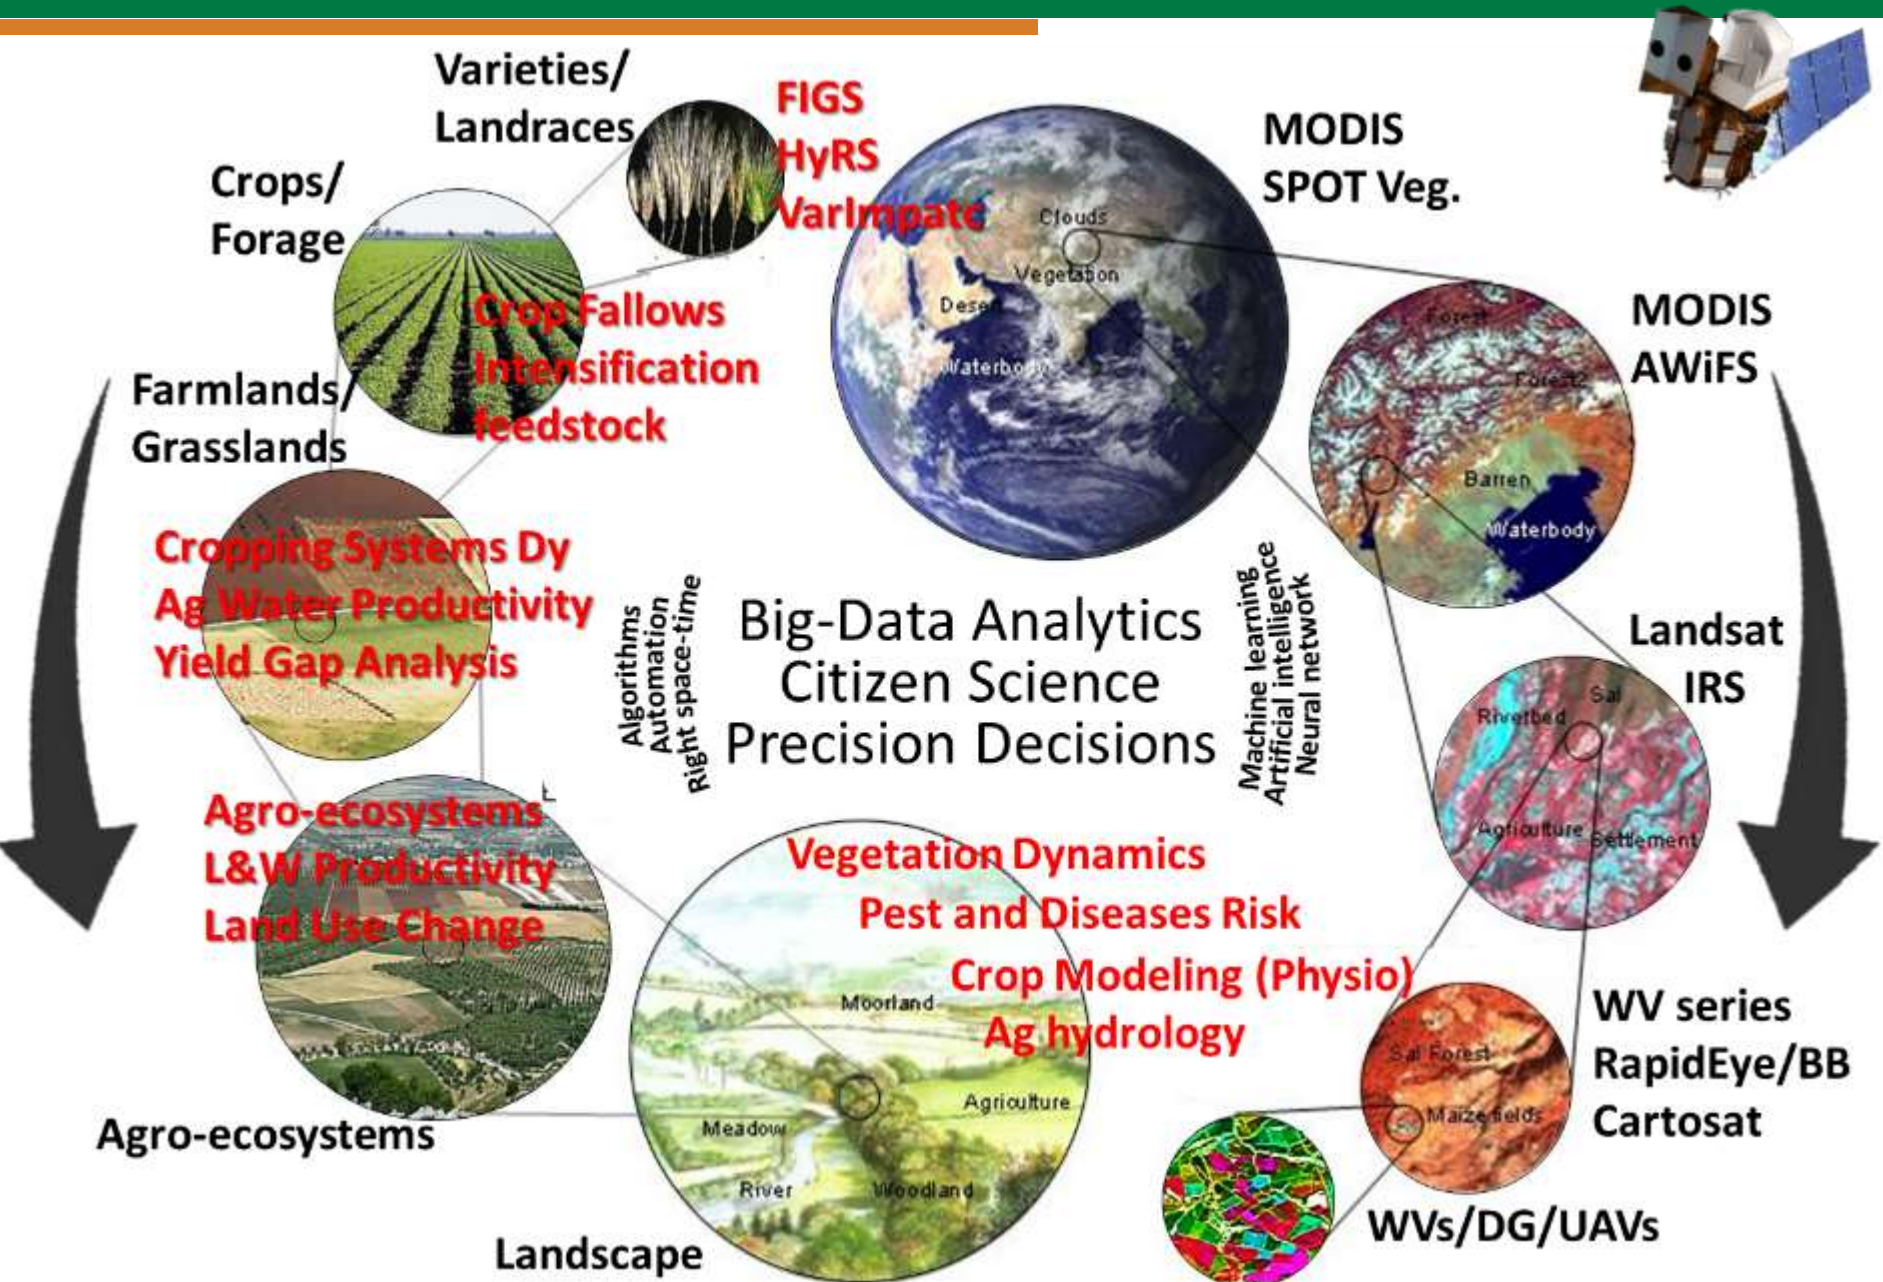 Varieties/
Landraces
FIGS
HyRS
VarImpatc
Crops/
Forage
Crop Fallows
Intensification
feedstock
Farmlands/
Grasslands
Cropping Systems Dy
Ag Water Productivity
Yield Gap Analysis
Agro-ecosystems
L&W Productivity
Land Use Change
Agro-ecosystems
Clouds
Vegetation
Desert
Waterbody
MODIS
SPOT Veg.
MODIS
AWiFS
Forest
Forest2
Barren
Waterbody
Algorithms
Automation
Right space-time
Big-Data Analytics
Citizen Science
Precision Decisions
Machine learning
Artificial intelligence
Neural network
Landsat
IRS
Sal
Riverbed
Agriculture
Settlement
Vegetation Dynamics
Pest and Diseases Risk
Crop Modeling (Physio)
Ag hydrology
Moorland
Agriculture
Meadow
River
Woodland
Landscape
Sal Forest
Maize fields
WV series
RapidEye/BB
Cartosat
WVs/DG/UAVs